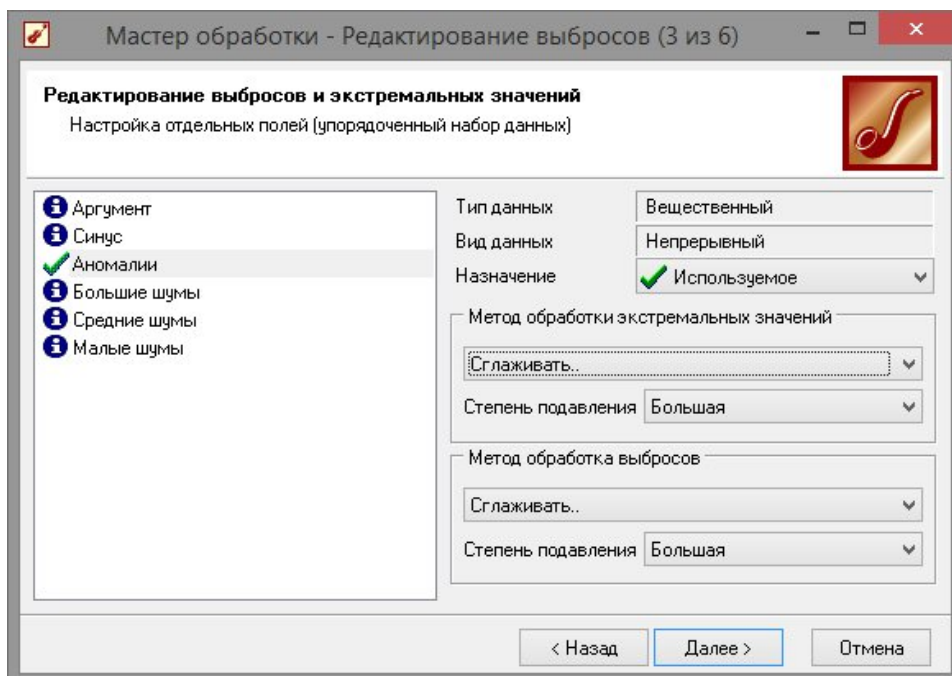 Мастер обработки - Редактирование выбросов (3 из 6)
Редактирование выбросов и экстремальных значений
Настройка отдельных полей (упорядоченный набор данных)
Аргумент
Синус
Аномалии
Большие шумы
Средние шумы
Малые шумы
Тип данных Вещественный
Вид данных Непрерывный
Назначение Используемое
Метод обработки экстремальных значений
Сглаживать..
Степень подавления Большая
Метод обработка выбросов
Сглаживать..
Степень подавления Большая
< Назад Далее > Отмена